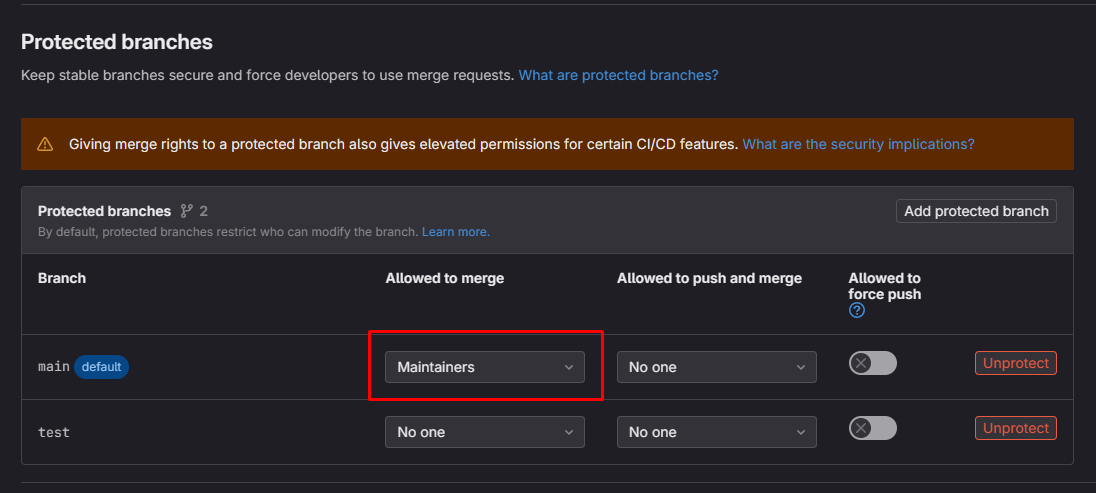 Protected branches
Keep stable branches secure and force developers to use merge requests. What are protected branches?
Giving merge rights to a protected branch also gives elevated permissions for certain CI/CD features. What are the security implications?
Protected branches 2
Add protected branch
By default, protected branches restrict who can modify the branch. Learn more.
Branch
Allowed to merge
Allowed to push and merge
Allowed to
force push
?
main default
Maintainers
No one
Unprotect
test
No one
No one
Unprotect